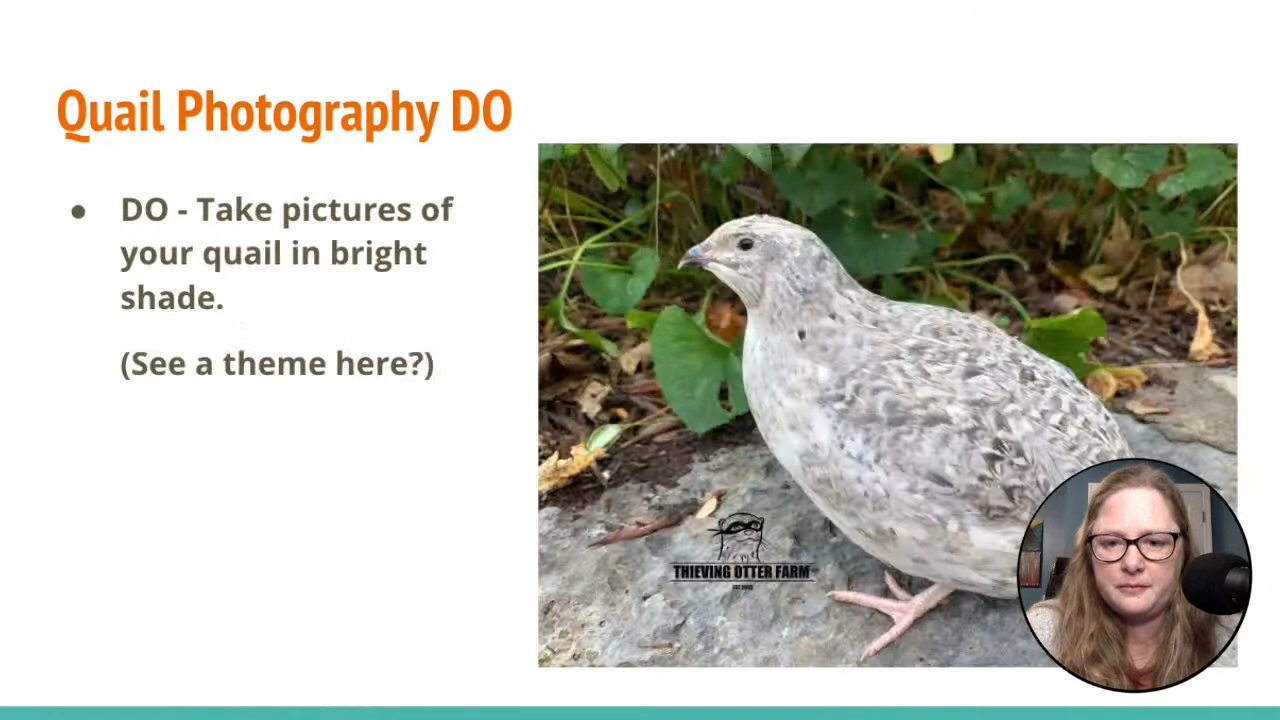 Quail Photography DO
● DO - Take pictures of
your quail in bright
shade.
(See a theme here?)
THIEVING OTTER FARM